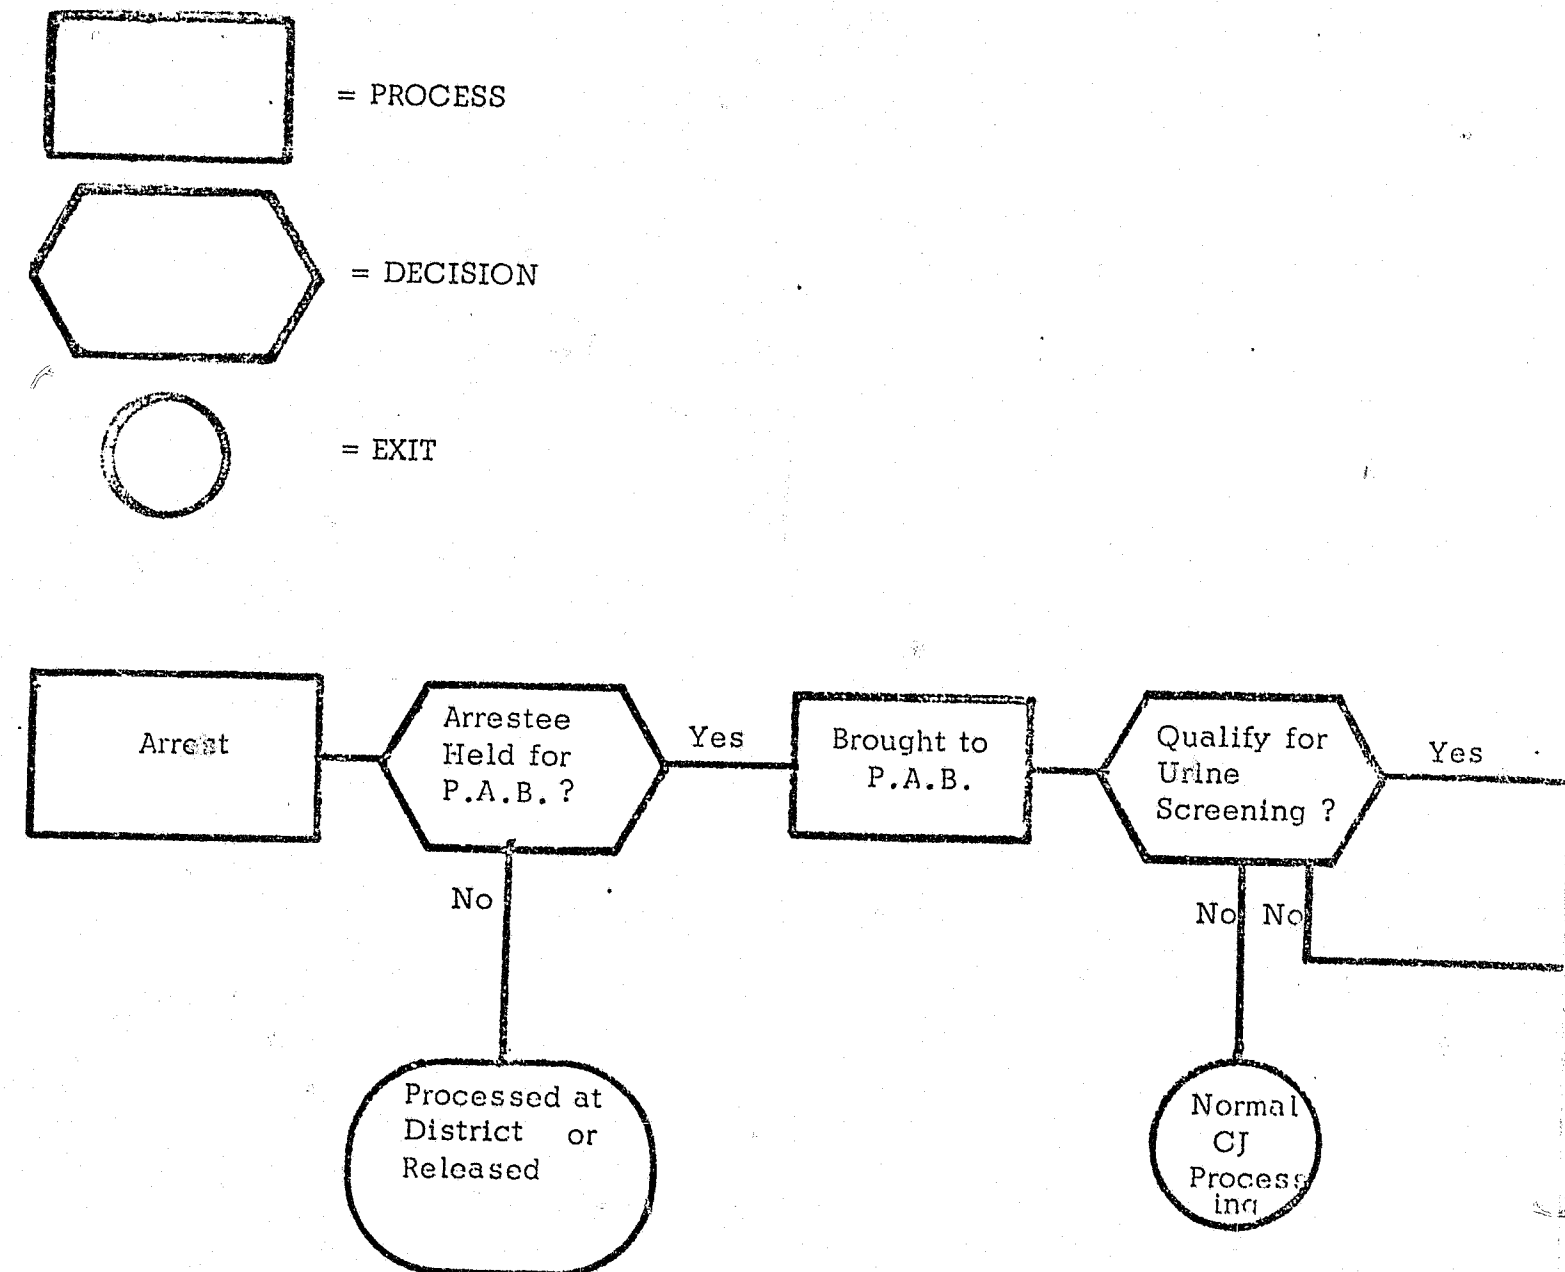 = PROCESS
= DECISION
= EXIT
Arrest
Arrestee
Held for
P.A.B. ?
Yes
Brought to
P.A.B.
Qualify for
Urine
Screening ?
Yes
No
No No
Processed at
District or
Released
Normal
CJ
Process
ing